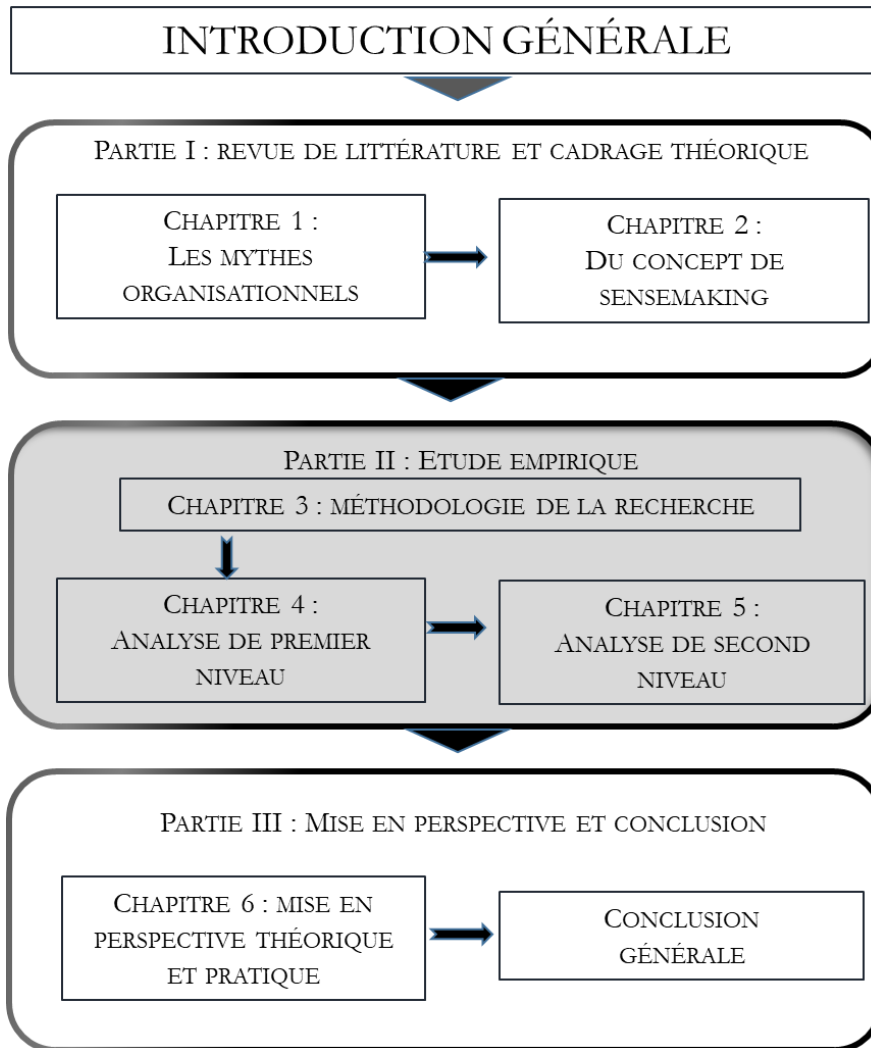 INTRODUCTION GÉNÉRALE
PARTIE I : REVUE DE LITTÉRATURE ET CADRAGE THÉORIQUE
CHAPITRE 1 :
LES MYTHES
ORGANISATIONNELS
CHAPITRE 2 :
DU CONCEPT DE
SENSEMAKING
PARTIE II : ETUDE EMPIRIQUE
CHAPITRE 3 : MÉTHODOLOGIE DE LA RECHERCHE
CHAPITRE 4 :
ANALYSE DE PREMIER
NIVEAU
CHAPITRE 5 :
ANALYSE DE SECOND
NIVEAU
PARTIE III : MISE EN PERSPECTIVE ET CONCLUSION
CHAPITRE 6 : MISE EN
PERSPECTIVE THÉORIQUE
ET PRATIQUE
CONCLUSION
GÉNÉRALE